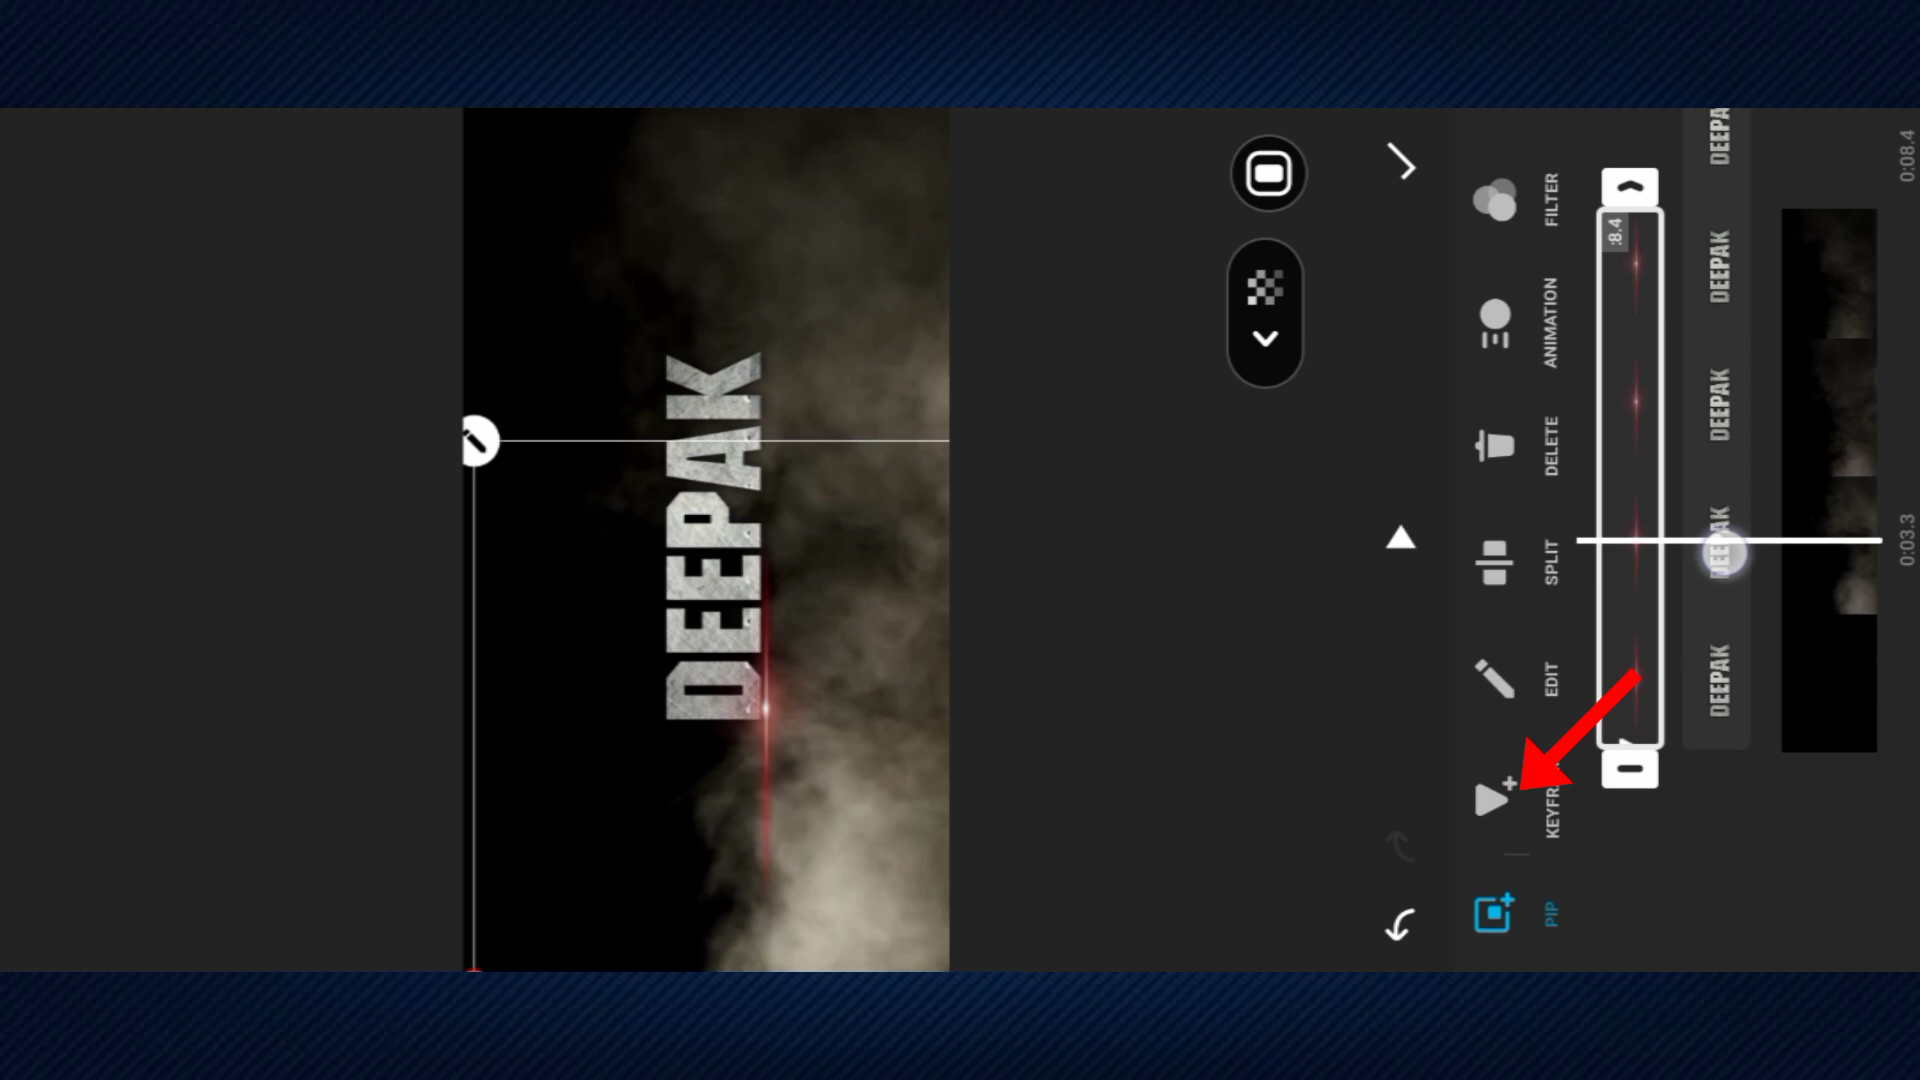 DEEPAK
PIP
KEYFR
EDIT
SPLIT
DELETE
ANIMATION
FILTER
:8.4
DEEPAK
DEEPAK
DEEPAK
DEEPAK
DEEPA
0:03.3
0:08.4